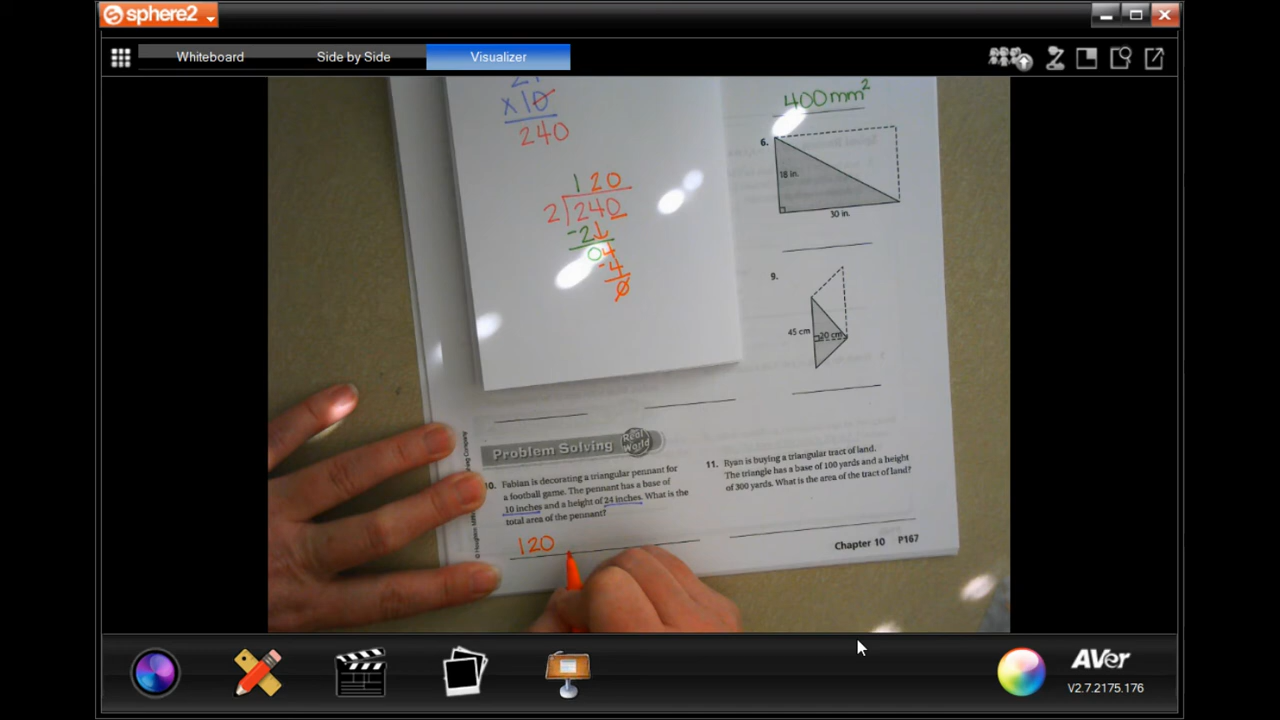 sphere2
Whiteboard
Side by Side
Visualizer
x10
240
120
2 240
-2
04
-4
0
400mm²
6.
18 in.
30 in.
9.
45 cm
20 cm
Problem Solving Real World
10. Fabian is decorating a triangular pennant for
a football game. The pennant has a base of
10 inches and a height of 24 inches. What is the
total area of the pennant?
120
11. Ryan is buying a triangular tract of land.
The triangle has a base of 100 yards and a height
of 300 yards. What is the area of the tract of land?
Chapter 10 P167
AVer
V2.7.2175.176